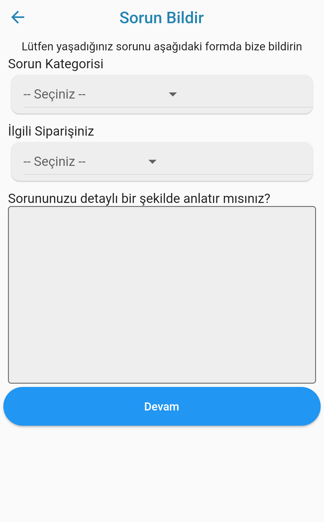 Sorun Bildir
Lütfen yaşadığınız sorunu aşağıdaki formda bize bildirin
Sorun Kategorisi
-- Seçiniz --
İlgili Siparişiniz
-- Seçiniz --
Sorununuzu detaylı bir şekilde anlatır mısınız?
Devam